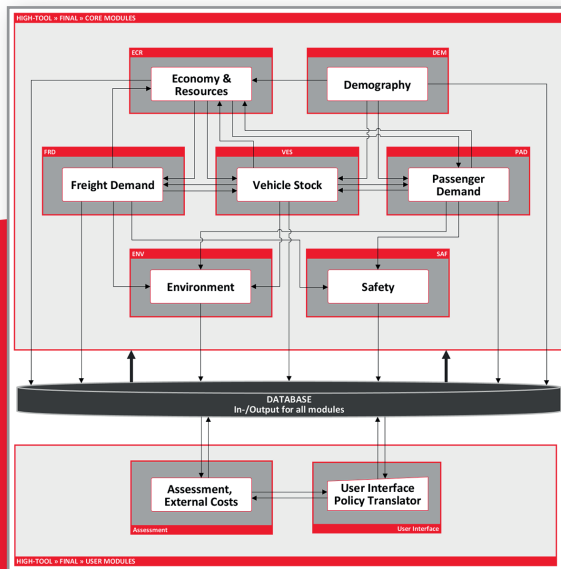 HIGH-TOOL » FINAL » CORE MODULES
ECR
DEM
Economy &
Resources
Demography
FRD
VES
PAD
Freight Demand
Vehicle Stock
Passenger
Demand
ENV
SAF
Environment
Safety
DATABASE
In-/Output for all modules
Assessment,
External Costs
User Interface
Policy Translator
Assessment
User Interface
HIGH-TOOL » FINAL » USER MODULES